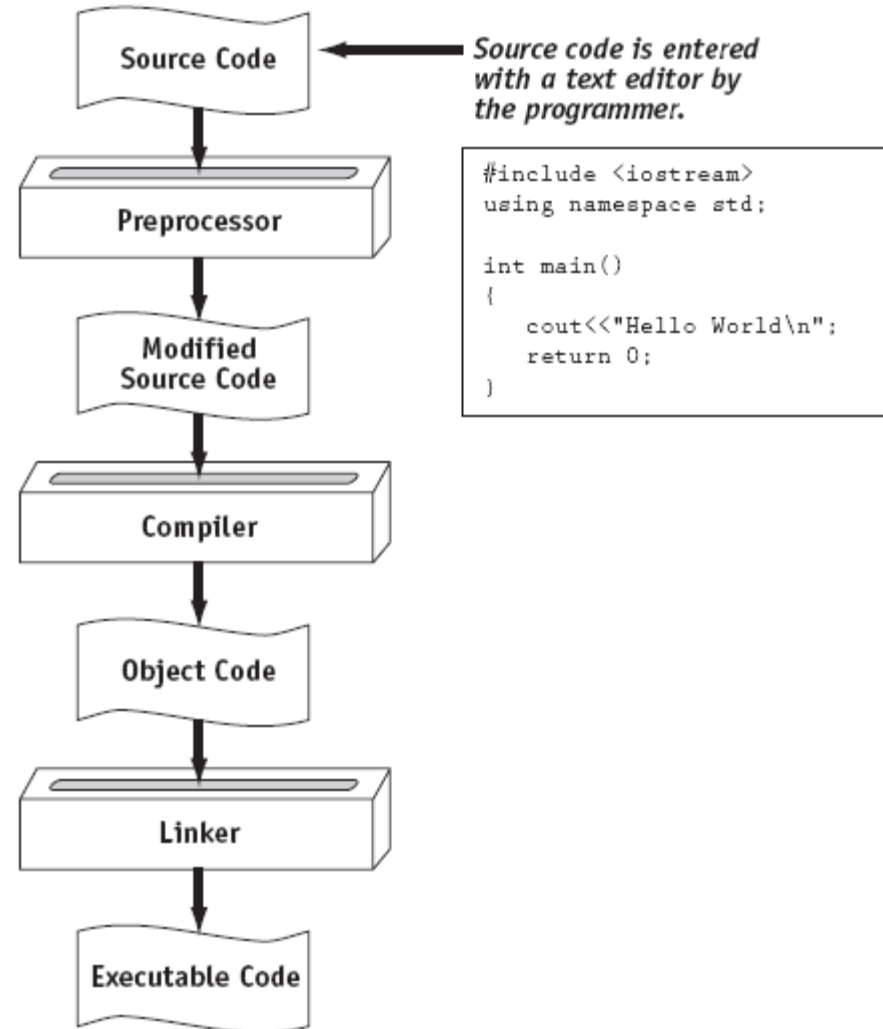 Source Code
Source code is entered
with a text editor by
the programmer.
#include <iostream>
using namespace std;
int main()
{
cout<<"Hello World\n";
return 0;
}
Preprocessor
Modified
Source Code
Compiler
Object Code
Linker
Executable Code